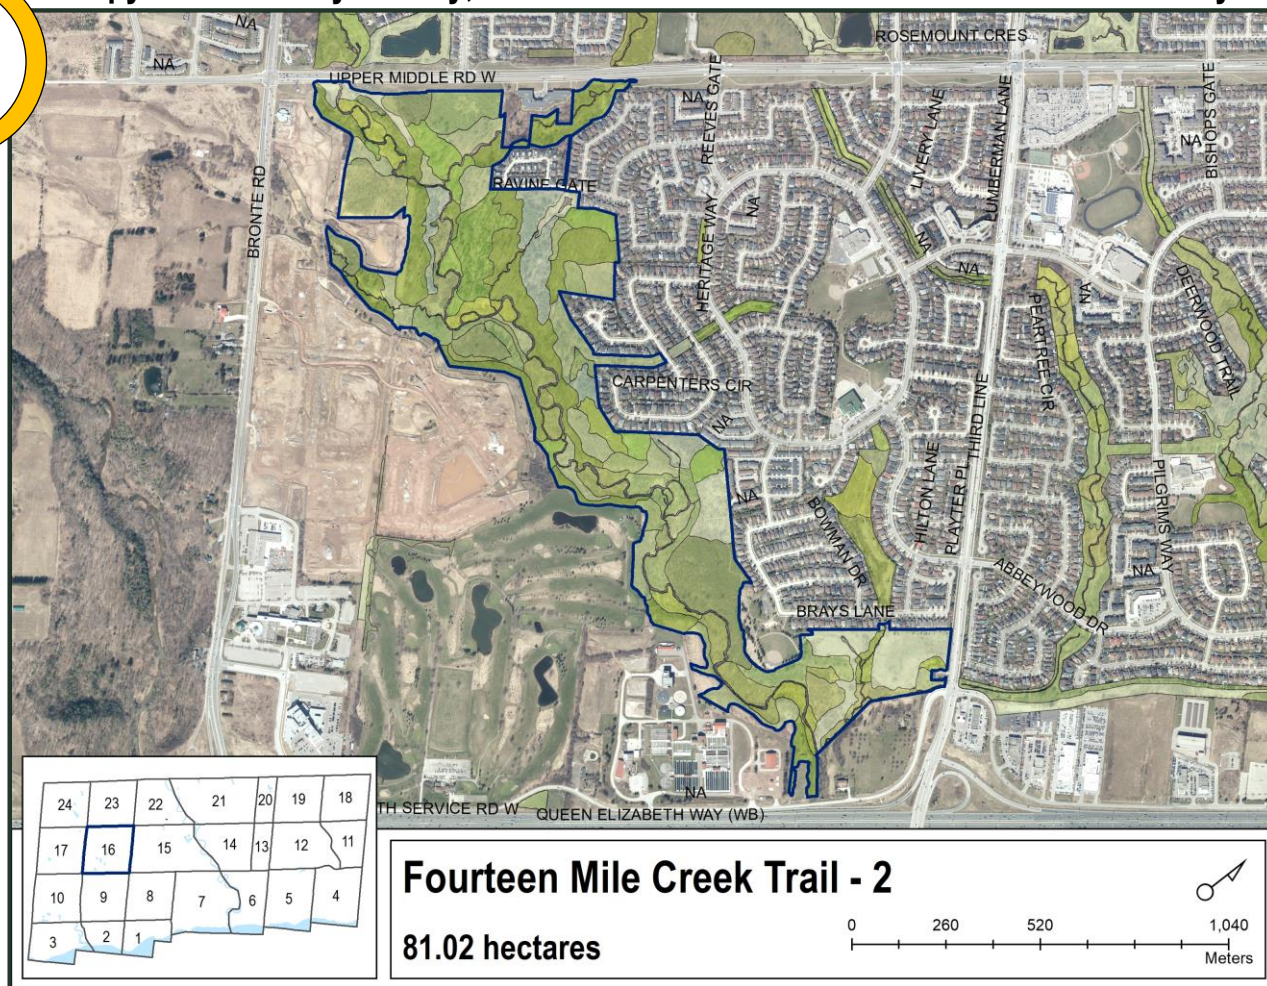 ROSEMOUNT CRES
NA
NA
UPPER MIDDLE RD W
NA
REEVES GATE
LIVERY LANE
LUMBERMAN LANE
BISHOPS GATE
NA
BRONTE RD
RAVINE GATE
HERITAGE WAY
NA
NA
NA
NA
DEERWOOD TRAIL
PEARTREE CIR
CARPENTERS CIR
NA
THIRD LINE
NA
HILTON LANE
PLAYTER PL
PILGRIMS WAY
BOWMAN DR
ABBEYWOOD DR
NA
BRAYS LANE
NA
TH SERVICE RD W
QUEEN ELIZABETH WAY (WB)
24 23 22 21 20 19 18
17 16 15 14 13 12 11
10 9 8 7 6 5 4
3 2 1
Fourteen Mile Creek Trail - 2
81.02 hectares
0 260 520 1,040
Meters